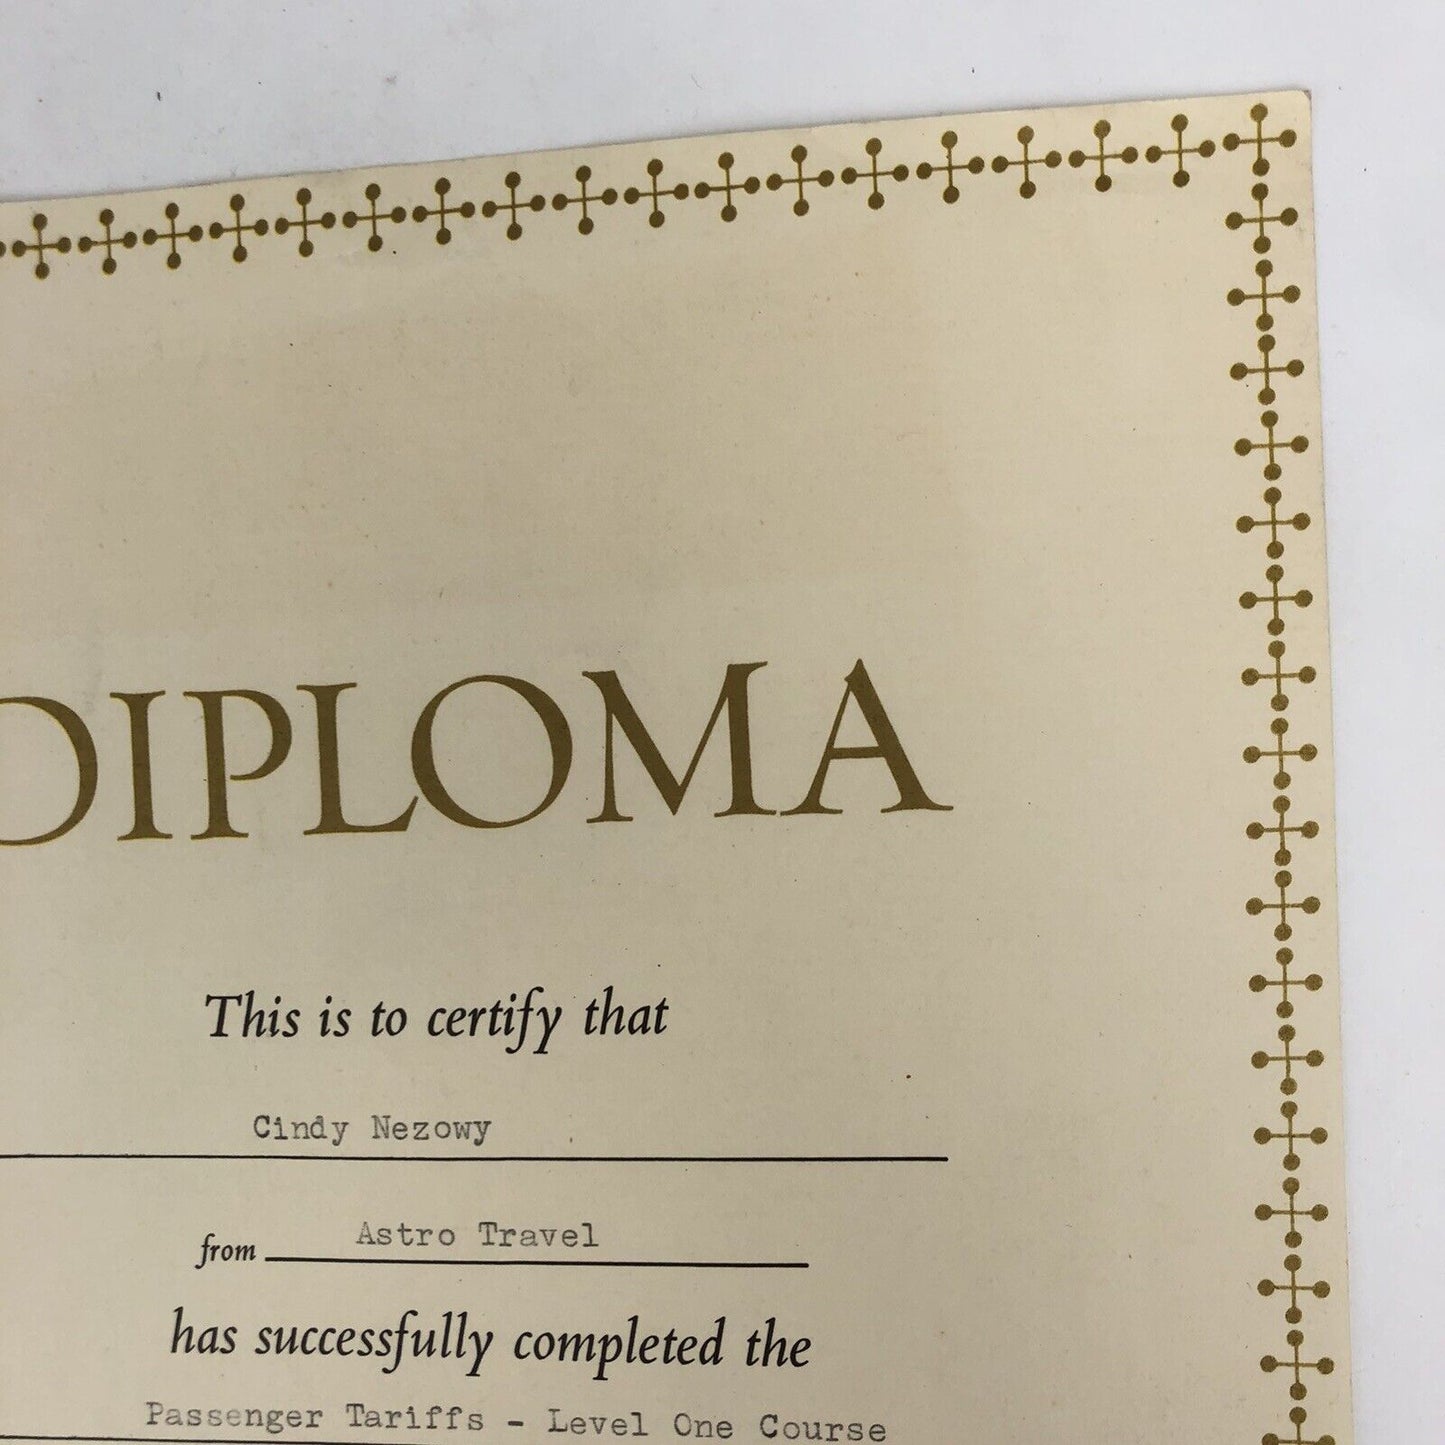 DIPLOMA
This is to certify that
Cindy Nezowy
from Astro Travel
has successfully completed the
Passenger Tariffs - Level One Course